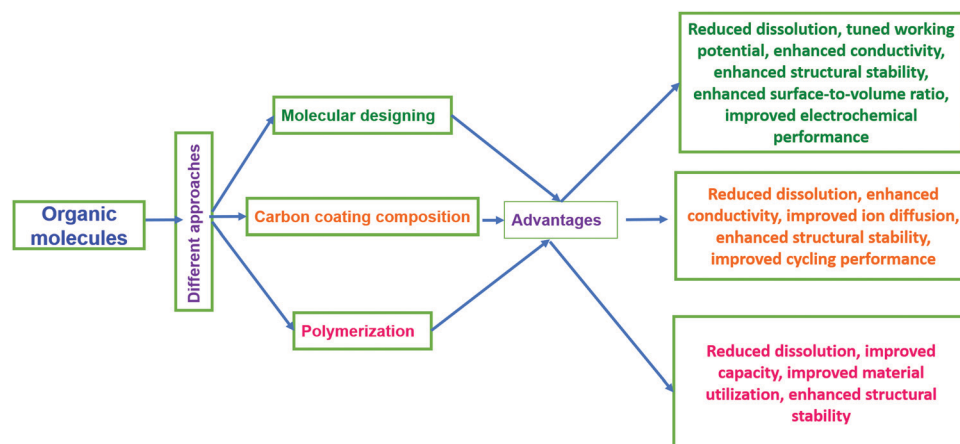 Organic
molecules
Different approaches
Molecular designing
Carbon coating composition
Polymerization
Advantages
Reduced dissolution, tuned working
potential, enhanced conductivity,
enhanced structural stability,
enhanced surface-to-volume ratio,
improved electrochemical
performance
Reduced dissolution, enhanced
conductivity, improved ion diffusion,
enhanced structural stability,
improved cycling performance
Reduced dissolution, improved
capacity, improved material
utilization, enhanced structural
stability